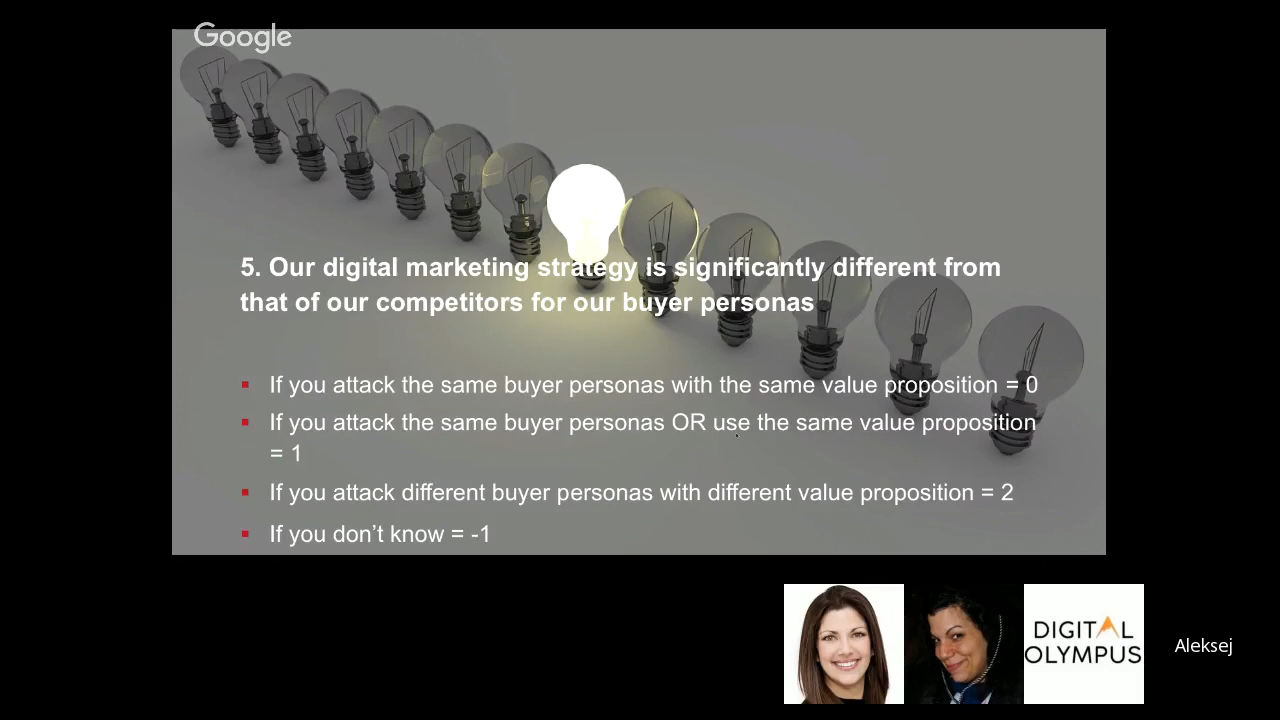 Google
5. Our digital marketing strategy is significantly different from
that of our competitors for our buyer personas
▪ If you attack the same buyer personas with the same value proposition = 0
▪ If you attack the same buyer personas OR use the same value proposition
= 1
▪ If you attack different buyer personas with different value proposition = 2
▪ If you don’t know = -1
DIGITAL
OLYMPUS
Aleksej